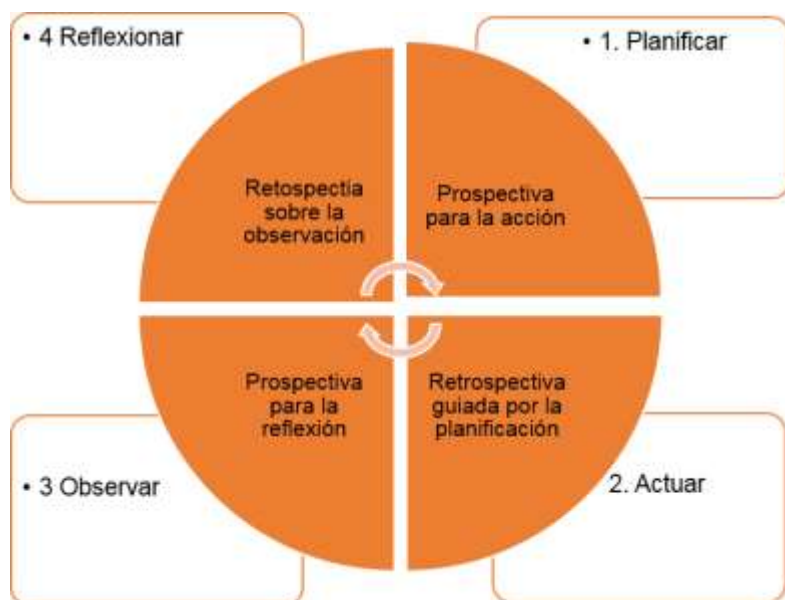 • 4 Reflexionar
• 1. Planificar
Retospectia
sobre la
observación
Prospectiva
para la acción
Prospectiva
para la
reflexión
Retrospectiva
guiada por la
planificación
• 3 Observar
2. Actuar